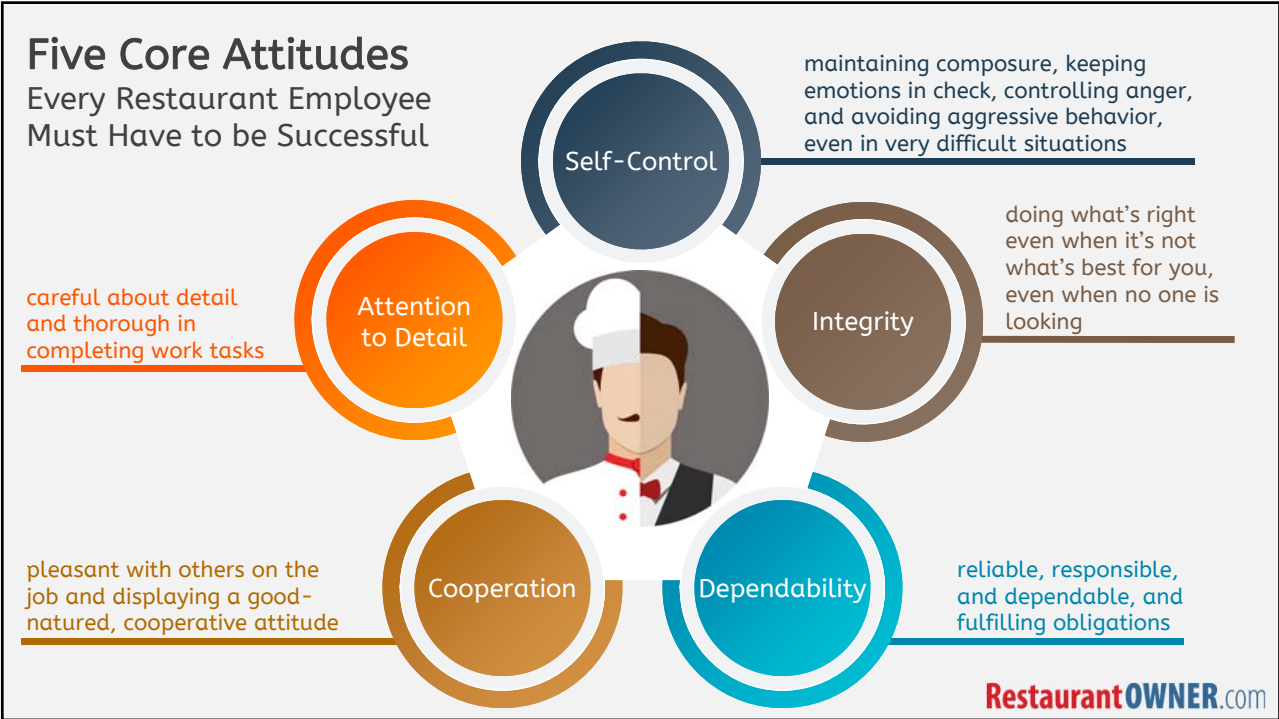 Five Core Attitudes
Every Restaurant Employee
Must Have to be Successful
Self-Control
maintaining composure, keeping
emotions in check, controlling anger,
and avoiding aggressive behavior,
even in very difficult situations
Integrity
doing what's right
even when it's not
what's best for you,
even when no one is
looking
Dependability
reliable, responsible,
and dependable, and
fulfilling obligations
Cooperation
pleasant with others on the
job and displaying a good-
natured, cooperative attitude
Attention
to Detail
careful about detail
and thorough in
completing work tasks
RestaurantOWNER.com